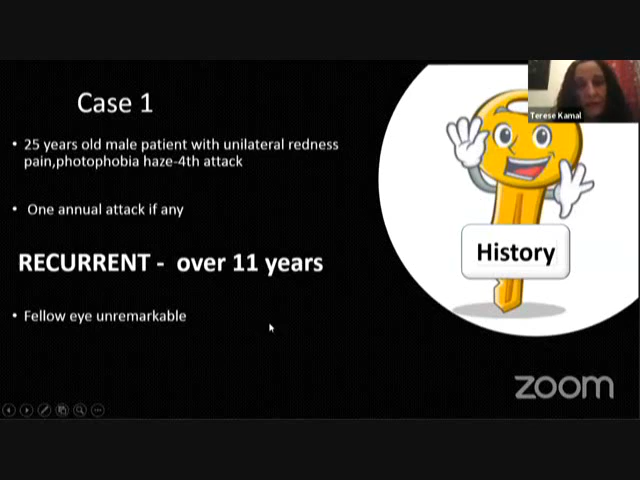 Case 1
• 25 years old male patient with unilateral redness
pain,photophobia haze-4th attack
• One annual attack if any
RECURRENT - over 11 years
• Fellow eye unremarkable
History
Terese Kamal
zoom